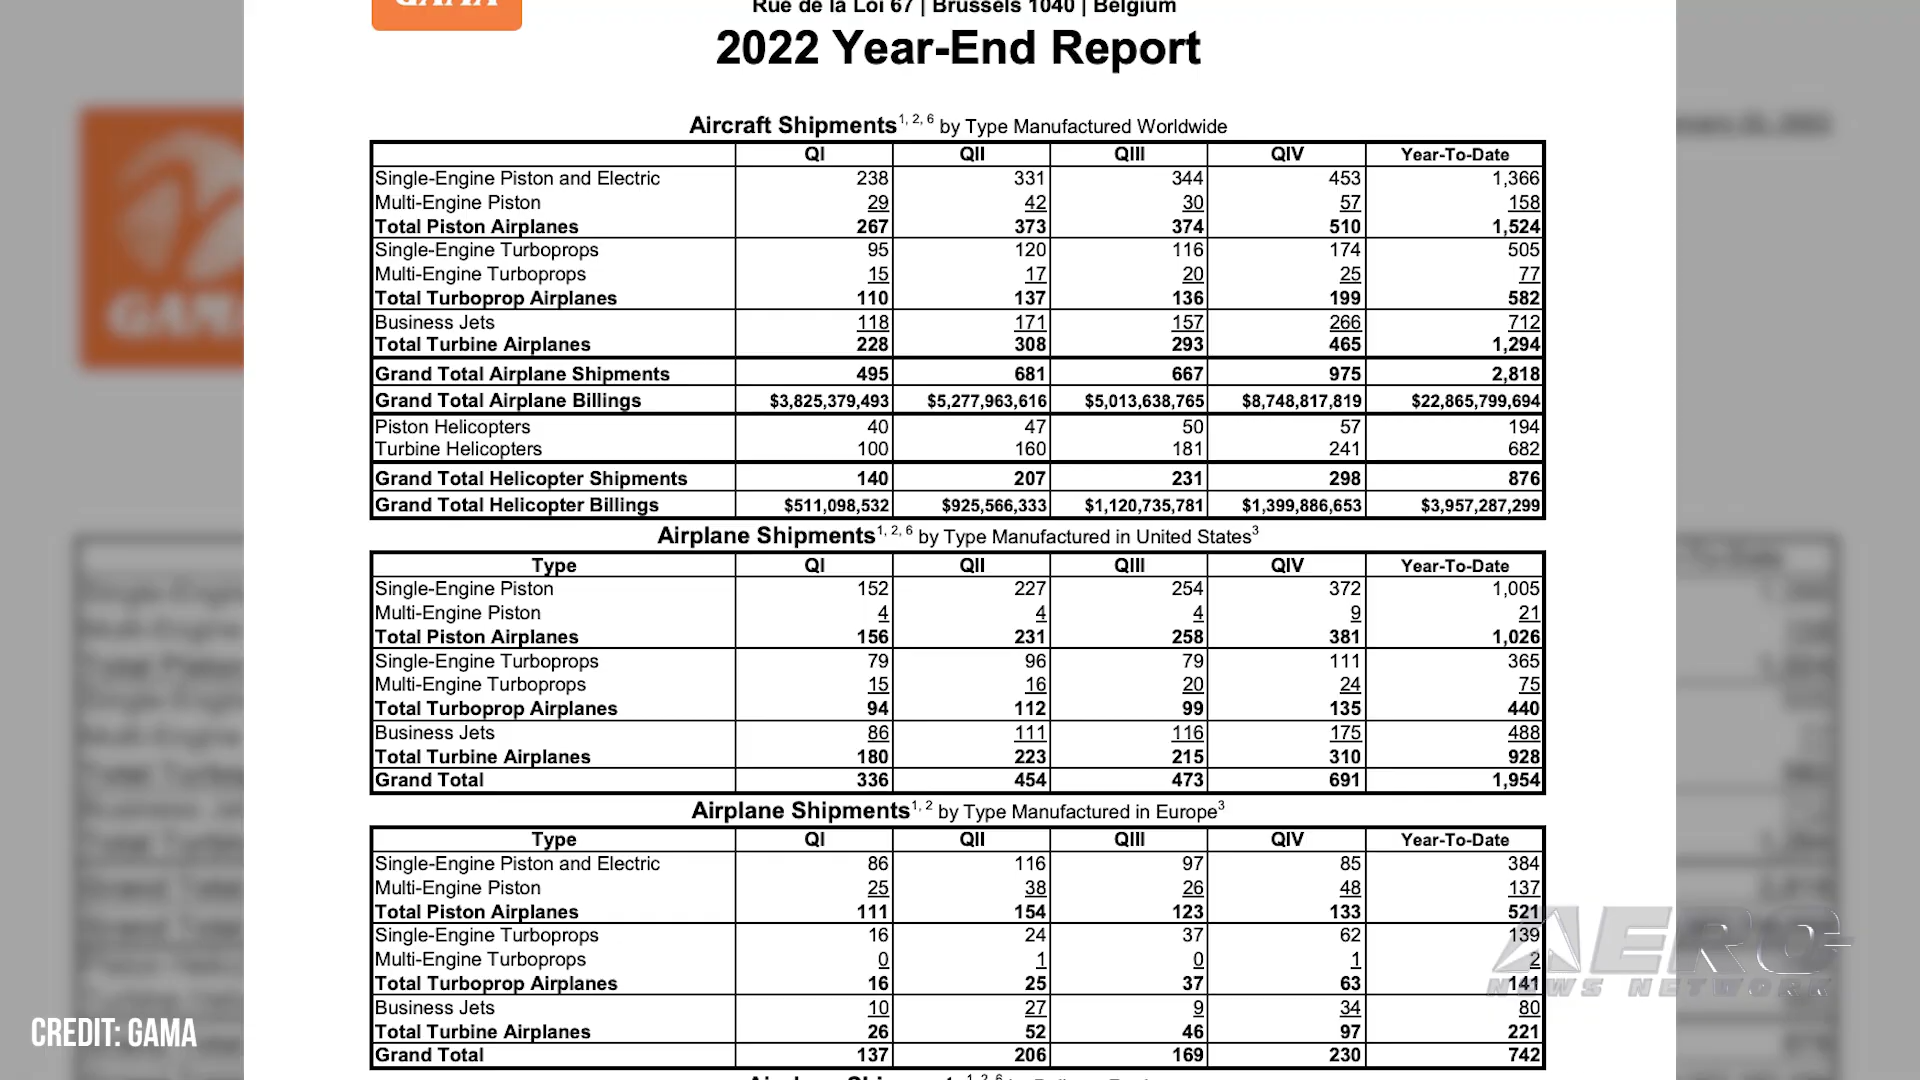 GAMA
Rue de la Loi 67 | Brussels 1040 | Belgium
2022 Year-End Report
Aircraft Shipments1, 2, 6 by Type Manufactured Worldwide
QI QII QIII QIV Year-To-Date
Single-Engine Piston and Electric 238 331 344 453 1,366
Multi-Engine Piston 29 42 30 57 158
Total Piston Airplanes 267 373 374 510 1,524
Single-Engine Turboprops 95 120 116 174 505
Multi-Engine Turboprops 15 17 20 25 77
Total Turboprop Airplanes 110 137 136 199 582
Business Jets 118 171 157 266 712
Total Turbine Airplanes 228 308 293 465 1,294
Grand Total Airplane Shipments 495 681 667 975 2,818
Grand Total Airplane Billings $3,825,379,493 $5,277,963,616 $5,013,638,765 $8,748,817,819 $22,865,799,694
Piston Helicopters 40 47 50 57 194
Turbine Helicopters 100 160 181 241 682
Grand Total Helicopter Shipments 140 207 231 298 876
Grand Total Helicopter Billings $511,098,532 $925,566,333 $1,120,735,781 $1,399,886,653 $3,957,287,299
Airplane Shipments1, 2, 6 by Type Manufactured in United States3
Type QI QII QIII QIV Year-To-Date
Single-Engine Piston 152 227 254 372 1,005
Multi-Engine Piston 4 4 4 9 21
Total Piston Airplanes 156 231 258 381 1,026
Single-Engine Turboprops 79 96 79 111 365
Multi-Engine Turboprops 15 16 20 24 75
Total Turboprop Airplanes 94 112 99 135 440
Business Jets 86 111 116 175 488
Total Turbine Airplanes 180 223 215 310 928
Grand Total 336 454 473 691 1,954
Airplane Shipments1, 2 by Type Manufactured in Europe3
Type QI QII QIII QIV Year-To-Date
Single-Engine Piston and Electric 86 116 97 85 384
Multi-Engine Piston 25 38 26 48 137
Total Piston Airplanes 111 154 123 133 521
Single-Engine Turboprops 16 24 37 62 139
Multi-Engine Turboprops 0 1 0 1 2
Total Turboprop Airplanes 16 25 37 63 141
Business Jets 10 27 9 34 80
Total Turbine Airplanes 26 52 46 97 221
Grand Total 137 206 169 230 742
AERO
NEWS NETWORK
CREDIT: GAMA